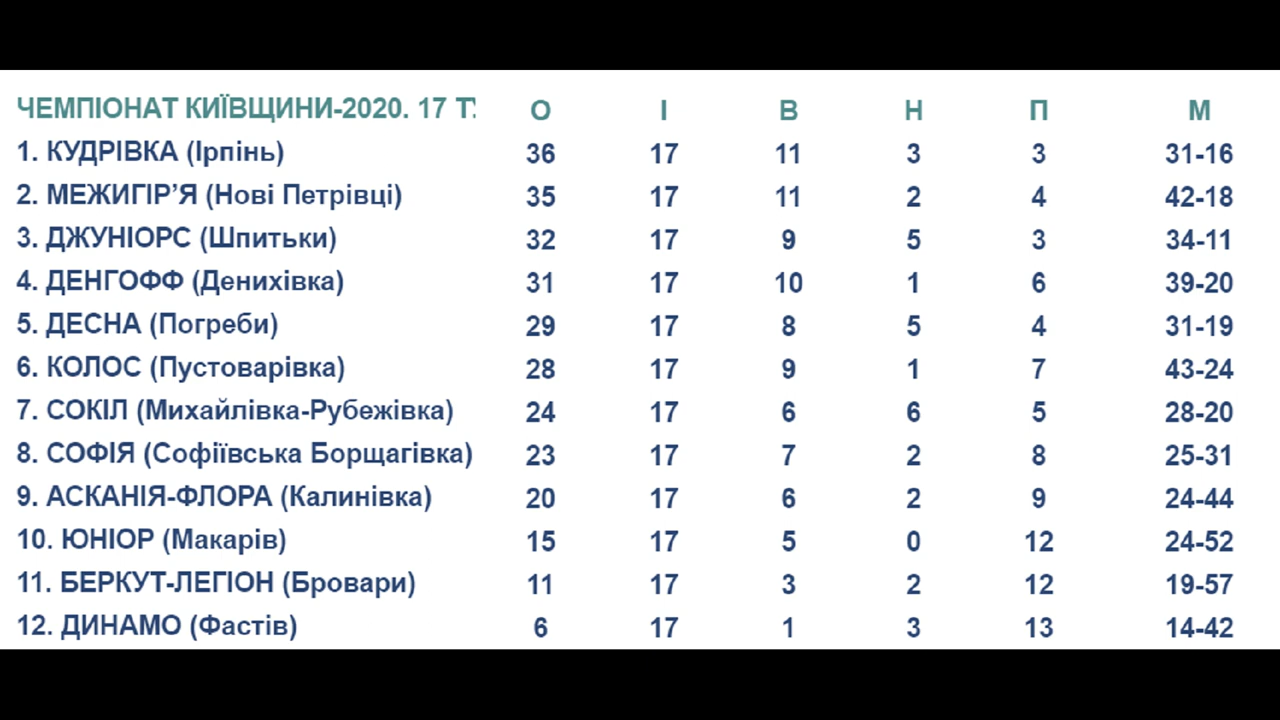 ЧЕМПІОНАТ КИЇВЩИНИ-2020. 17 О І В Н П М
1. КУДРІВКА (Ірпінь) 36 17 11 3 3 31-16
2. МЕЖИГІР’Я (Нові Петрівці) 35 17 11 2 4 42-18
3. ДЖУНІОРС (Шпитьки) 32 17 9 5 3 34-11
4. ДЕНГОФФ (Денихівка) 31 17 10 1 6 39-20
5. ДЕСНА (Погреби) 29 17 8 5 4 31-19
6. КОЛОС (Пустоварівка) 28 17 9 1 7 43-24
7. СОКІЛ (Михайлівка-Рубежівка) 24 17 6 6 5 28-20
8. СОФІЯ (Софіївська Борщагівка) 23 17 7 2 8 25-31
9. АСКАНІЯ-ФЛОРА (Калинівка) 20 17 6 2 9 24-44
10. ЮНІОР (Макарів) 15 17 5 0 12 24-52
11. БЕРКУТ-ЛЕГІОН (Бровари) 11 17 3 2 12 19-57
12. ДИНАМО (Фастів) 6 17 1 3 13 14-42